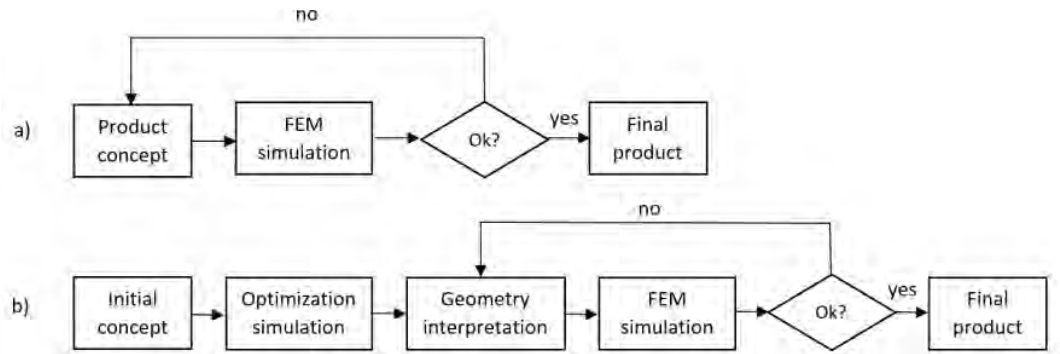 no
a)
Product
concept
FEM
simulation
Ok?
yes
Final
product
no
b)
Initial
concept
Optimization
simulation
Geometry
interpretation
FEM
simulation
Ok?
yes
Final
product